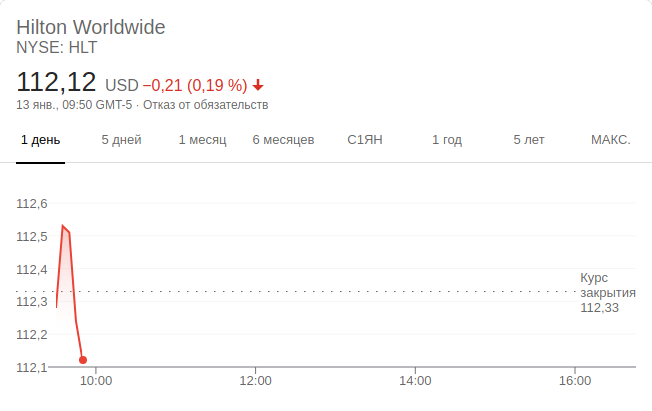 Hilton Worldwide
NYSE: HLT
112,12 USD −0,21 (0,19 %)
13 янв., 09:50 GMT-5 · Отказ от обязательств
1 день 5 дней 1 месяц 6 месяцев С1ЯН 1 год 5 лет МАКС.
112,6
112,5
112,4
112,3
112,2
112,1
Курс
закрытия
112,33
10:00 12:00 14:00 16:00